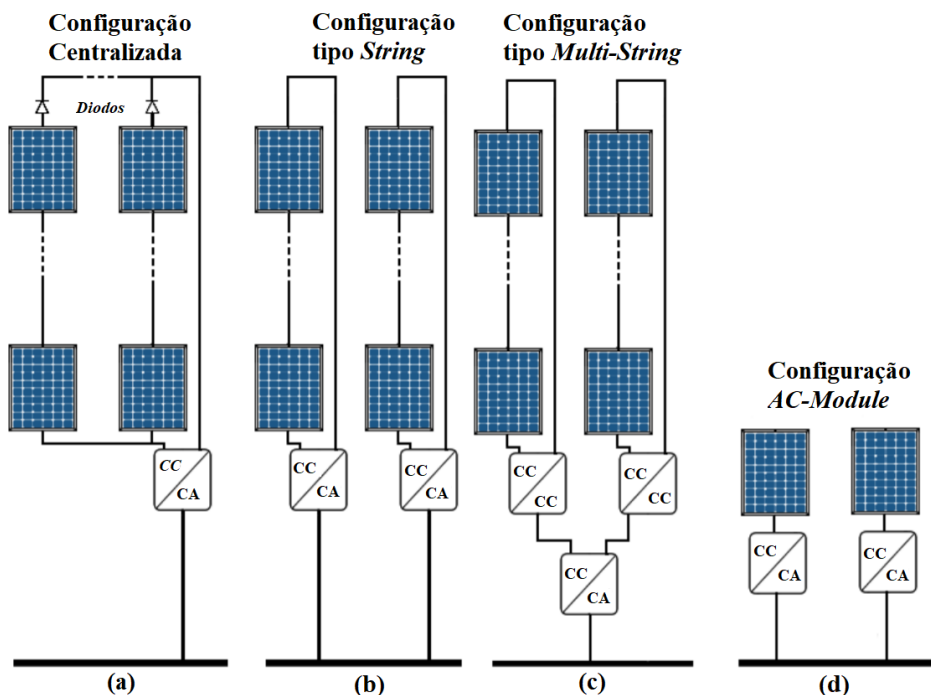 Configuração
Centralizada
Diodos
CC
CA
(a)
Configuração
tipo String
CC
CA
CC
CA
(b)
Configuração
tipo Multi-String
CC
CC
CC
CC
CC
CA
(c)
Configuração
AC-Module
CC
CA
CC
CA
(d)